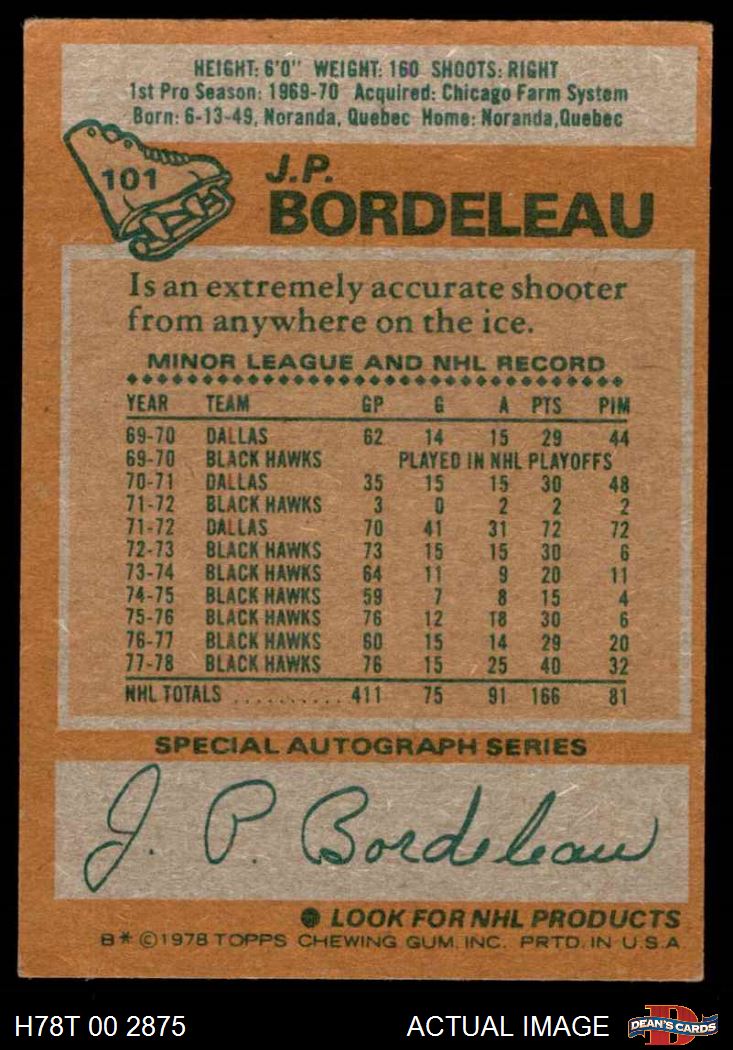 HEIGHT: 6'0" WEIGHT: 160 SHOOTS: RIGHT
1st Pro Season: 1969-70 Acquired: Chicago Farm System
Born: 6-13-49, Noranda, Quebec Home: Noranda, Quebec
101
J.P.
BORDELEAU
Is an extremely accurate shooter
from anywhere on the ice.
MINOR LEAGUE AND NHL RECORD
YEAR TEAM GP G A PTS PIM
69-70 DALLAS 62 14 15 29 44
69-70 BLACK HAWKS PLAYED IN NHL PLAYOFFS
70-71 DALLAS 35 15 15 30 48
71-72 BLACK HAWKS 3 0 2 2 2
71-72 DALLAS 70 41 31 72 72
72-73 BLACK HAWKS 73 15 15 30 6
73-74 BLACK HAWKS 64 11 9 20 11
74-75 BLACK HAWKS 59 7 8 15 4
75-76 BLACK HAWKS 76 12 18 30 6
76-77 BLACK HAWKS 60 15 14 29 20
77-78 BLACK HAWKS 76 15 25 40 32
NHL TOTALS ........... 411 75 91 166 81
SPECIAL AUTOGRAPH SERIES
J. P. Bordeleau
● LOOK FOR NHL PRODUCTS
B* ©1978 TOPPS CHEWING GUM, INC. PRTD. IN U.S.A
H78T 00 2875 ACTUAL IMAGE D DEAN'S CARDS